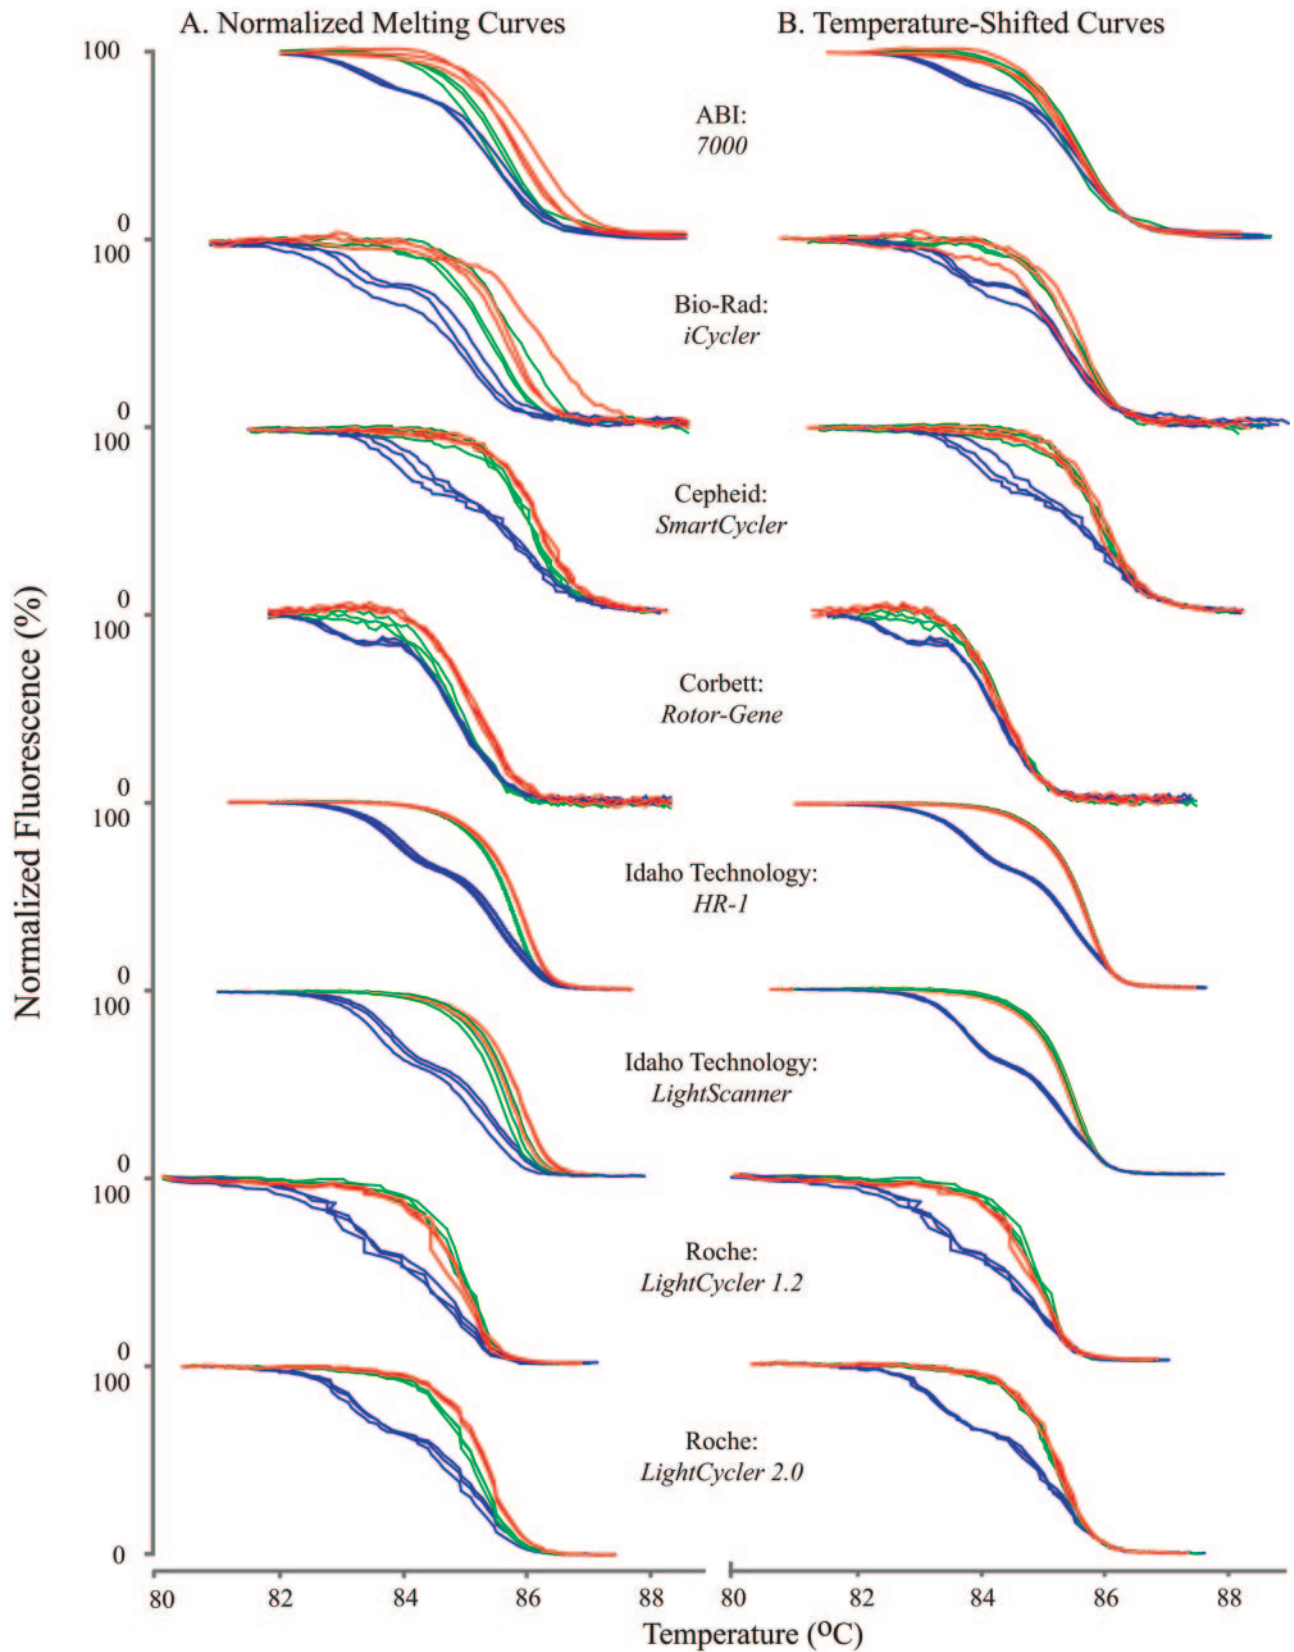 A. Normalized Melting Curves
B. Temperature-Shifted Curves
100
ABI:
7000
0
100
Bio-Rad:
iCycler
0
100
Cepheid:
SmartCycler
0
100
Corbett:
Rotor-Gene
0
100
Idaho Technology:
HR-1
0
100
Idaho Technology:
LightScanner
0
100
Roche:
LightCycler 1.2
0
100
Roche:
LightCycler 2.0
0
Normalized Fluorescence (%)
80 82 84 86 88
80 82 84 86 88
Temperature (ºC)